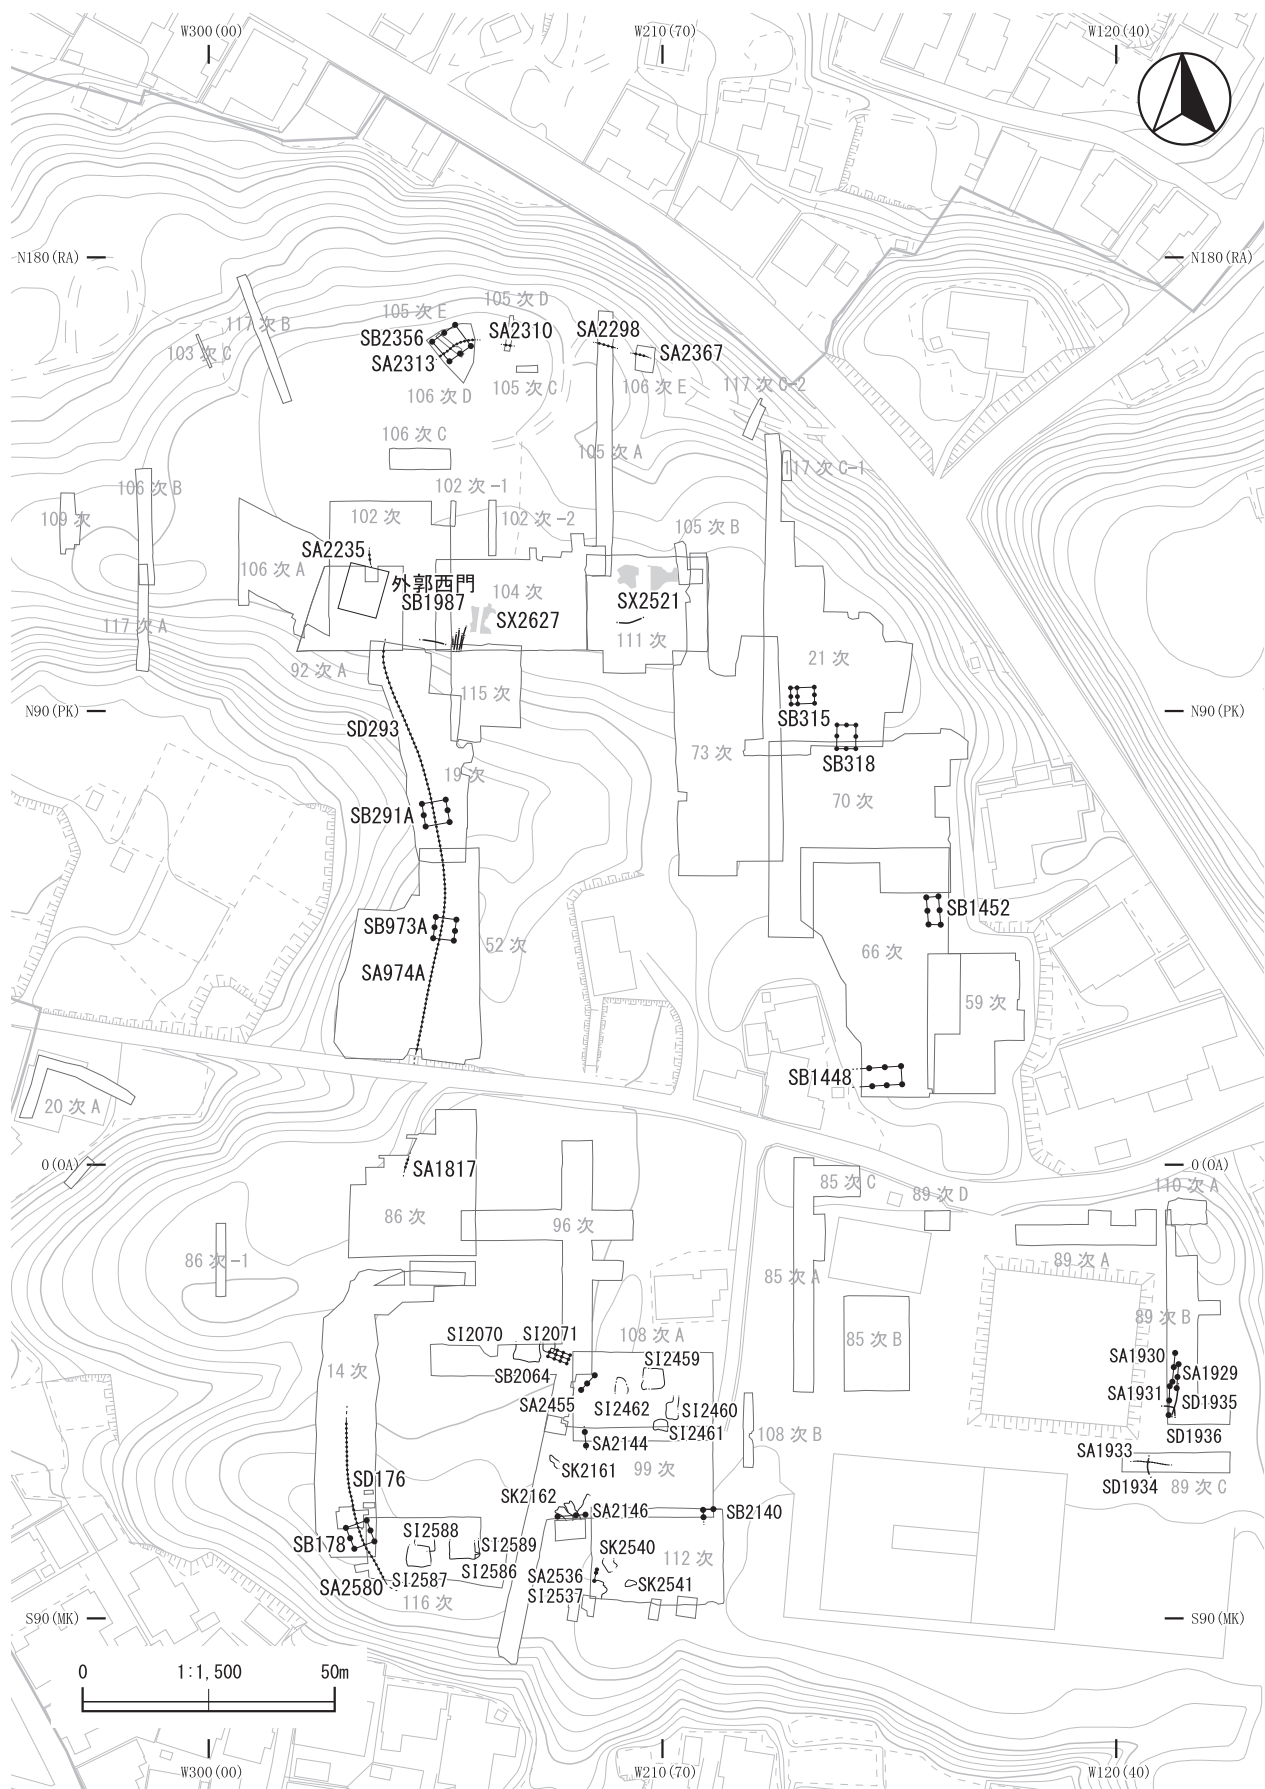 W300(00)
W210(70)
W120(40)
N180(RA)
N180(RA)
105次D
105次E
117次B
SB2356
SA2310
SA2298
103次C
SA2313
SA2367
106次D
105次C
106次E
117次C-2
106次C
105次A
117次C-1
106次B
102次-1
109次
102次
102次-2
105次B
SA2235
106次A
外郭西門
104次
SB1987
SX2521
SX2627
117次A
111次
92次A
21次
115次
N90(PK)
N90(PK)
SB315
SD293
73次
SB318
19次
70次
SB291A
SB1452
SB973A
52次
66次
SA974A
59次
SB1448
20次A
0(OA)
0(OA)
SA1817
85次C
89次D
110次A
86次
96次
86次-1
89次A
85次A
89次B
SI2070
SI2071
108次A
85次B
14次
SB2064
SI2459
SA1930
SA1929
SA1931
SD1935
SA2455
SI2462
SI2460
SI2461
108次B
SD1936
SA2144
SA1933
SK2161
99次
SD176
SD1934
89次C
SK2162
SA2146
SB2140
SB178
SI2588
SI2589
SK2540
112次
SI2586
SA2536
SA2580
SI2587
SK2541
SI2537
116次
S90(MK)
S90(MK)
0
1:1,500
50m
W300(00)
W210(70)
W120(40)